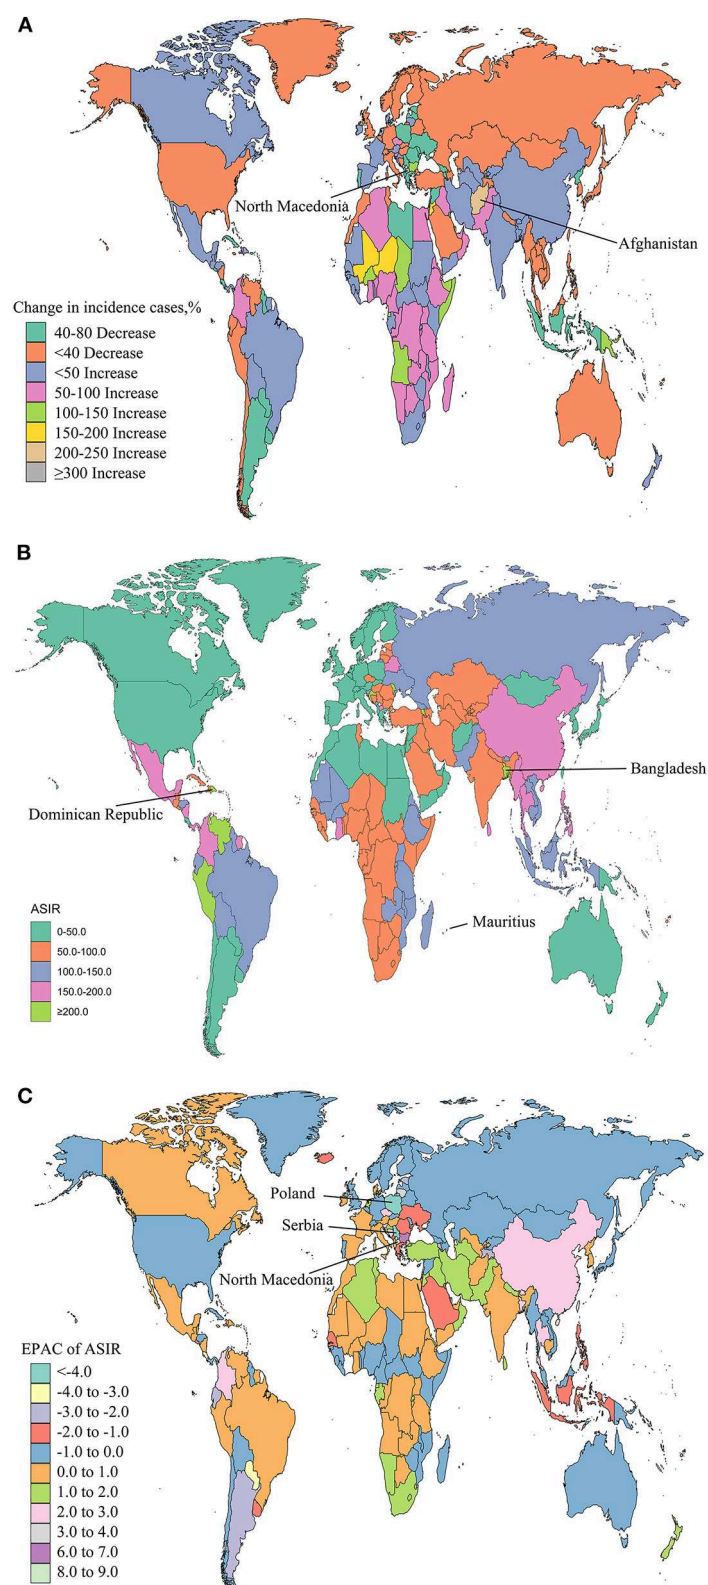 A
North Macedonia
Afghanistan
Change in incidence cases,%
40-80 Decrease
<40 Decrease
<50 Increase
50-100 Increase
100-150 Increase
150-200 Increase
200-250 Increase
≥300 Increase
B
Bangladesh
Dominican Republic
Mauritius
ASIR
0-50.0
50.0-100.0
100.0-150.0
150.0-200.0
≥200.0
C
Poland
Serbia
North Macedonia
EPAC of ASIR
<-4.0
-4.0 to -3.0
-3.0 to -2.0
-2.0 to -1.0
-1.0 to 0.0
0.0 to 1.0
1.0 to 2.0
2.0 to 3.0
3.0 to 4.0
6.0 to 7.0
8.0 to 9.0